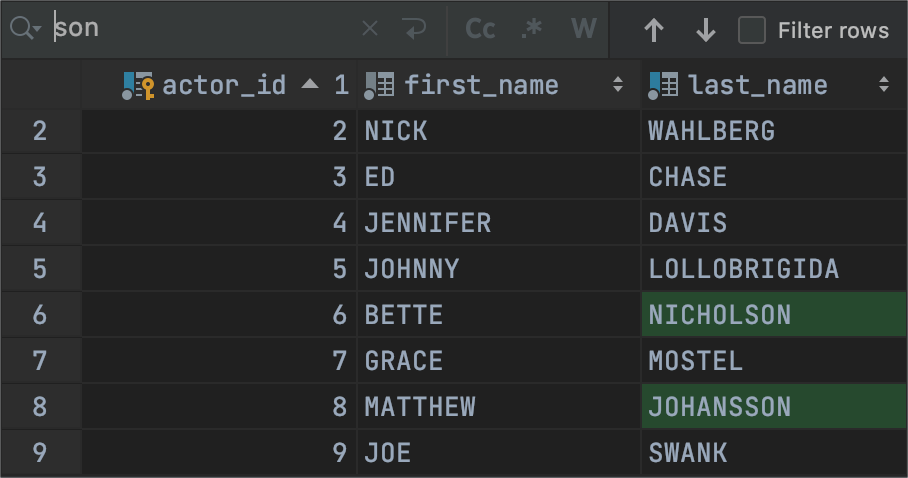 son Cc .* W Filter rows
actor_id 1 first_name last_name
2 2 NICK WAHLBERG
3 3 ED CHASE
4 4 JENNIFER DAVIS
5 5 JOHNNY LOLLOBRIGIDA
6 6 BETTE NICHOLSON
7 7 GRACE MOSTEL
8 8 MATTHEW JOHANSSON
9 9 JOE SWANK